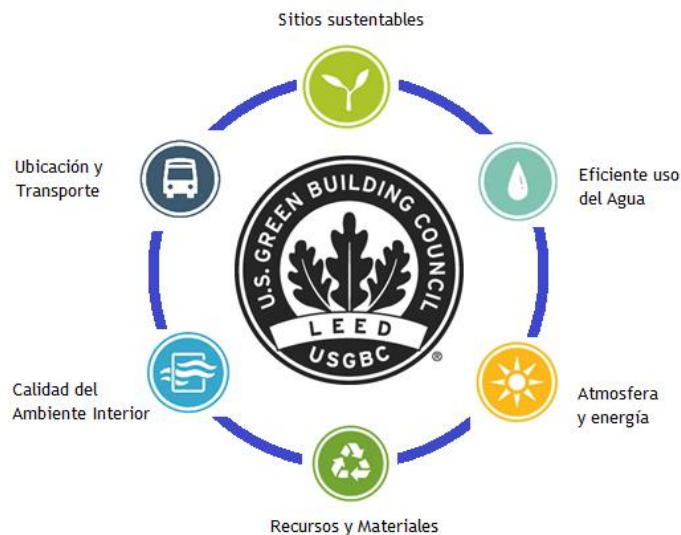 Sitios sustentables
Ubicación y
Transporte
Eficiente uso
del Agua
U.S. GREEN BUILDING COUNCIL
LEED
USGBC
®
Calidad del
Ambiente Interior
Atmosfera
y energía
Recursos y Materiales